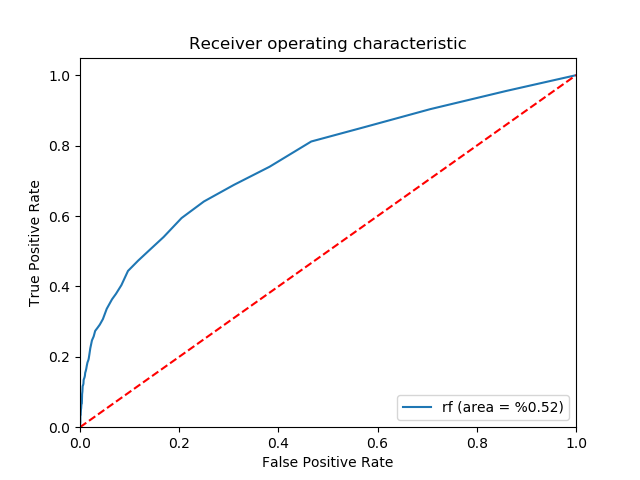 Receiver operating characteristic
True Positive Rate
1.0
0.8
0.6
0.4
0.2
0.0
rf (area = %0.52)
0.0 0.2 0.4 0.6 0.8 1.0
False Positive Rate